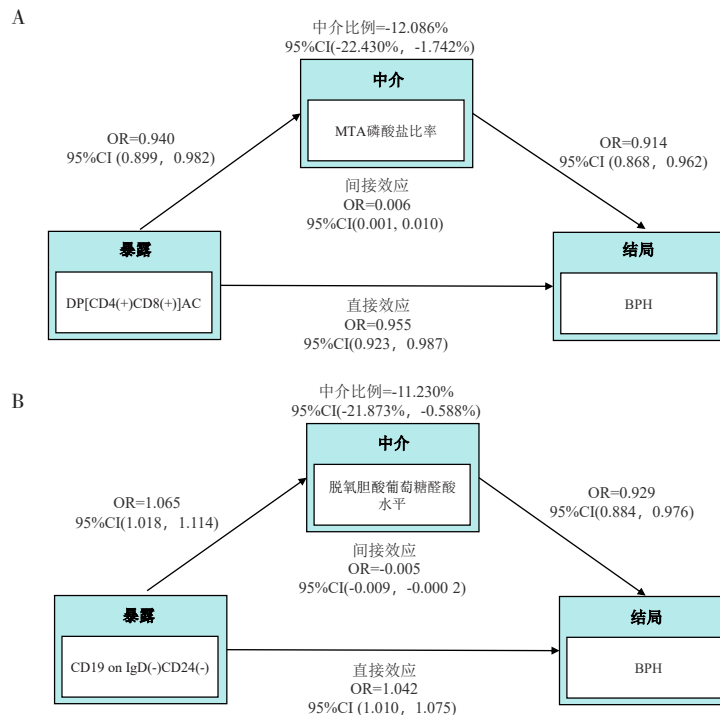 A
中介比例=-12.086%
95%CI(-22.430%, -1.742%)
中介
MTA磷酸盐比率
OR=0.940
95%CI (0.899, 0.982)
OR=0.914
95%CI (0.868, 0.962)
间接效应
OR=0.006
95%CI(0.001, 0.010)
暴露
DP[CD4(+)CD8(+)]AC
结局
BPH
直接效应
OR=0.955
95%CI(0.923, 0.987)
B
中介比例=-11.230%
95%CI(-21.873%, -0.588%)
中介
脱氧胆酸葡萄糖醛酸
水平
OR=1.065
95%CI(1.018, 1.114)
OR=0.929
95%CI(0.884, 0.976)
间接效应
OR=-0.005
95%CI(-0.009, -0.000 2)
暴露
CD19 on IgD(-)CD24(-)
结局
BPH
直接效应
OR=1.042
95%CI (1.010, 1.075)